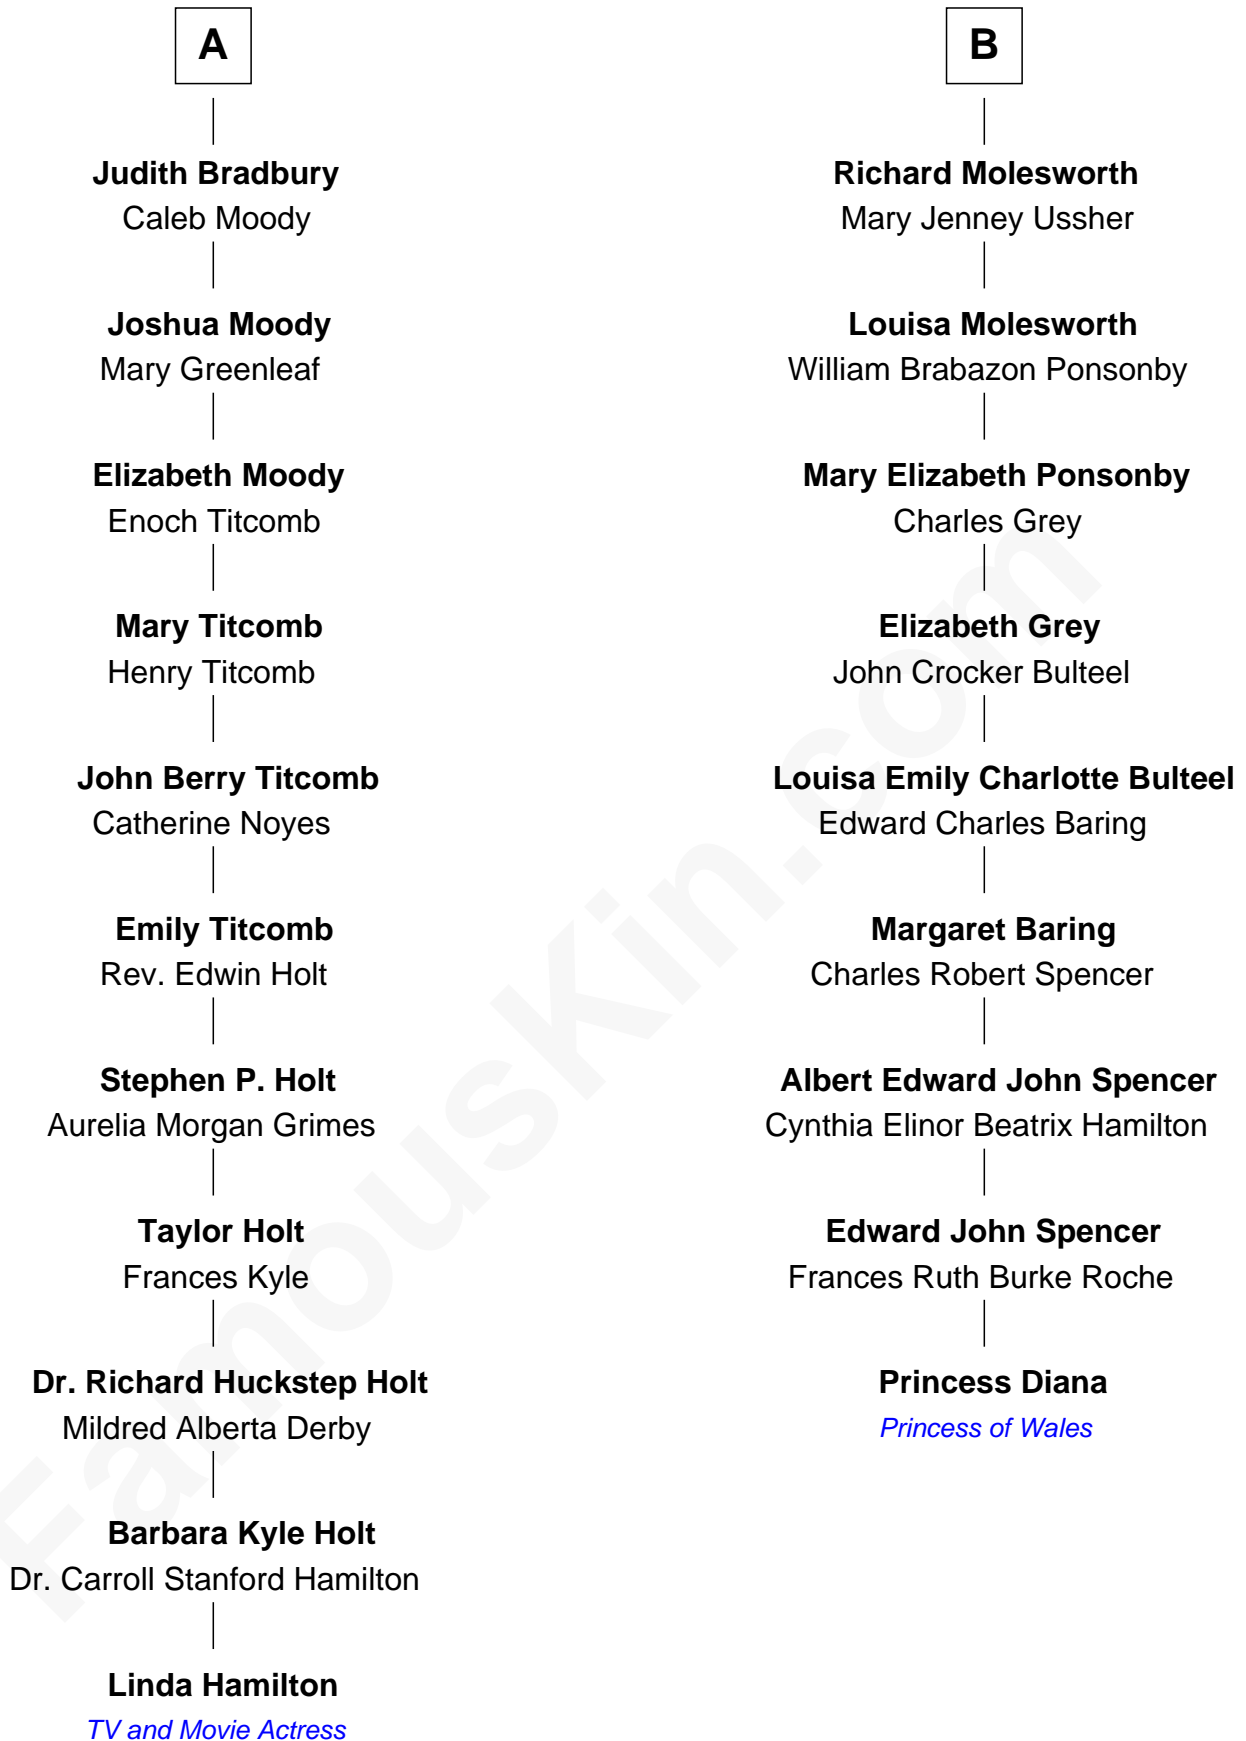 A
Judith Bradbury
Caleb Moody
Joshua Moody
Mary Greenleaf
Elizabeth Moody
Enoch Titcomb
Mary Titcomb
Henry Titcomb
John Berry Titcomb
Catherine Noyes
Emily Titcomb
Rev. Edwin Holt
Stephen P. Holt
Aurelia Morgan Grimes
Taylor Holt
Frances Kyle
Dr. Richard Huckstep Holt
Mildred Alberta Derby
Barbara Kyle Holt
Dr. Carroll Stanford Hamilton
Linda Hamilton
TV and Movie Actress
B
Richard Molesworth
Mary Jenney Ussher
Louisa Molesworth
William Brabazon Ponsonby
Mary Elizabeth Ponsonby
Charles Grey
Elizabeth Grey
John Crocker Bulteel
Louisa Emily Charlotte Bulteel
Edward Charles Baring
Margaret Baring
Charles Robert Spencer
Albert Edward John Spencer
Cynthia Elinor Beatrix Hamilton
Edward John Spencer
Frances Ruth Burke Roche
Princess Diana
Princess of Wales
FamousKin.com